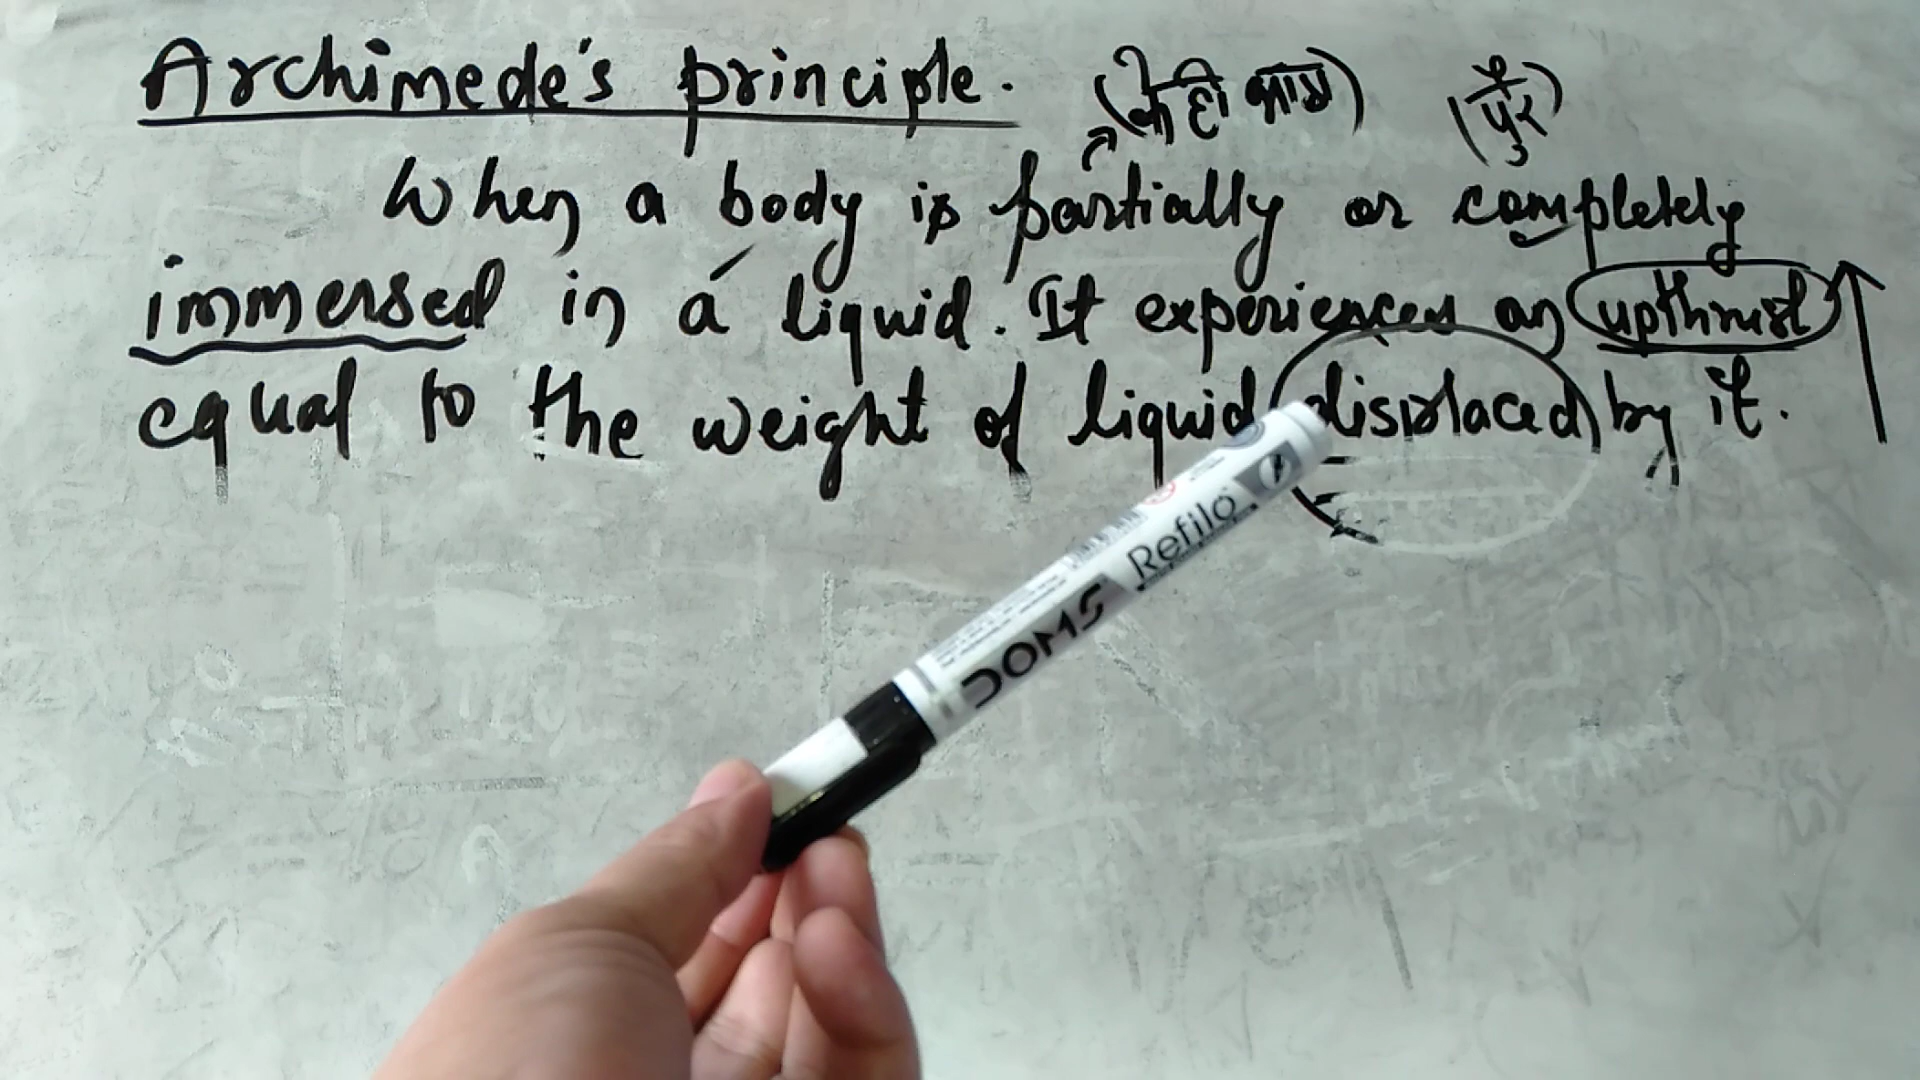 Archimede's principle.
When a body is partially or completely
immersed in a liquid. It experiences an upthrust
equal to the weight of liquid displaced by it.
DOMS Refilo